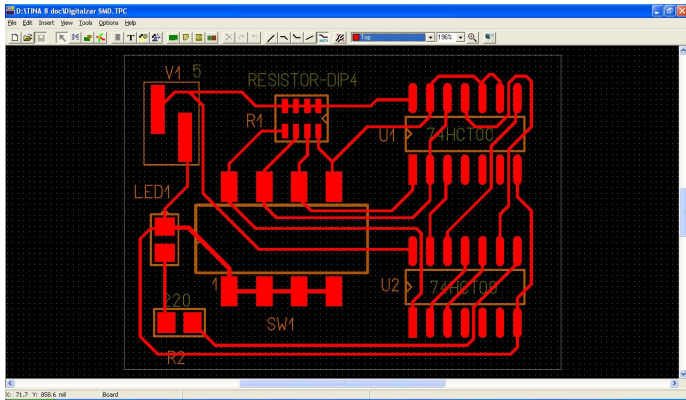 D:\TINA 8 doc\Digitalzar SMD.TPC
File Edit Insert View Tools Options Help
T Top 196%
V1 5
RESISTOR-DIP4
R1
U1 74HCT00
LED1
1
U2 74HCT00
220
SW1
R2
X: 71.7 Y: 858.6 mil Board